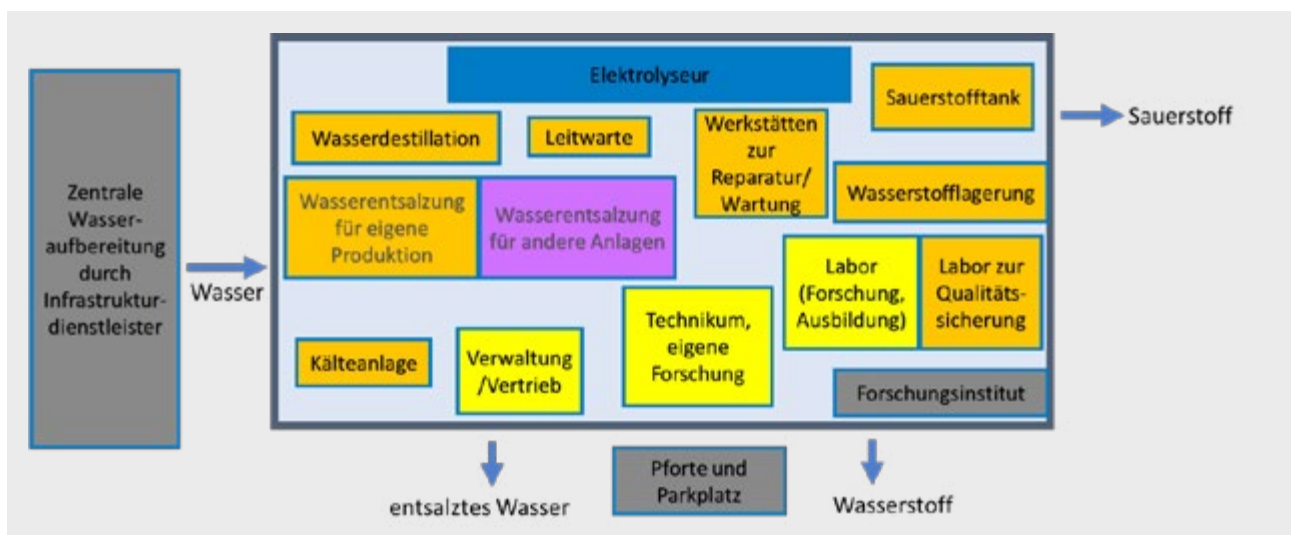 Zentrale
Wasser-
aufbereitung
durch
Infrastruktur-
dienstleister
Wasser
Elektrolyseur
Sauerstofftank
Sauerstoff
Wasserdestillation
Leitwarte
Werkstätten
zur
Reparatur/
Wartung
Wasserstofflagerung
Wasserentsalzung
für eigene
Produktion
Wasserentsalzung
für andere Anlagen
Labor
(Forschung,
Ausbildung)
Labor zur
Qualitäts-
sicherung
Kälteanlage
Verwaltung
/Vertrieb
Technikum,
eigene
Forschung
Forschungsinstitut
entsalztes Wasser
Pforte und
Parkplatz
Wasserstoff